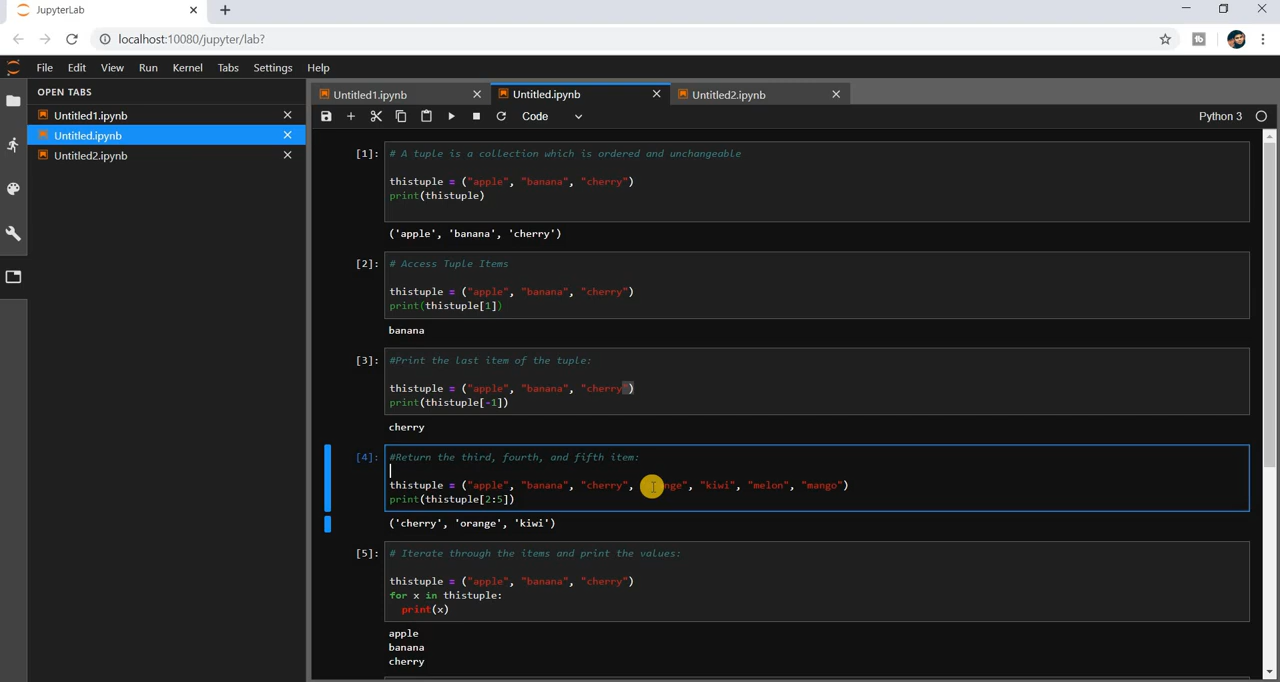 JupyterLab
localhost:10080/jupyter/lab?
File Edit View Run Kernel Tabs Settings Help
OPEN TABS
Untitled1.ipynb
Untitled.ipynb
Untitled2.ipynb
Untitled1.ipynb Untitled.ipynb Untitled2.ipynb
Code Python 3
[1]: # A tuple is a collection which is ordered and unchangeable
thistuple = ("apple", "banana", "cherry")
print(thistuple)
('apple', 'banana', 'cherry')
[2]: # Access Tuple Items
thistuple = ("apple", "banana", "cherry")
print(thistuple[1])
banana
[3]: #Print the last item of the tuple:
thistuple = ("apple", "banana", "cherry")
print(thistuple[-1])
cherry
[4]: #Return the third, fourth, and fifth item:
thistuple = ("apple", "banana", "cherry", "kiwi", "melon", "mango")
print(thistuple[2:5])
('cherry', 'orange', 'kiwi')
[5]: # Iterate through the items and print the values:
thistuple = ("apple", "banana", "cherry")
for x in thistuple:
print(x)
apple
banana
cherry